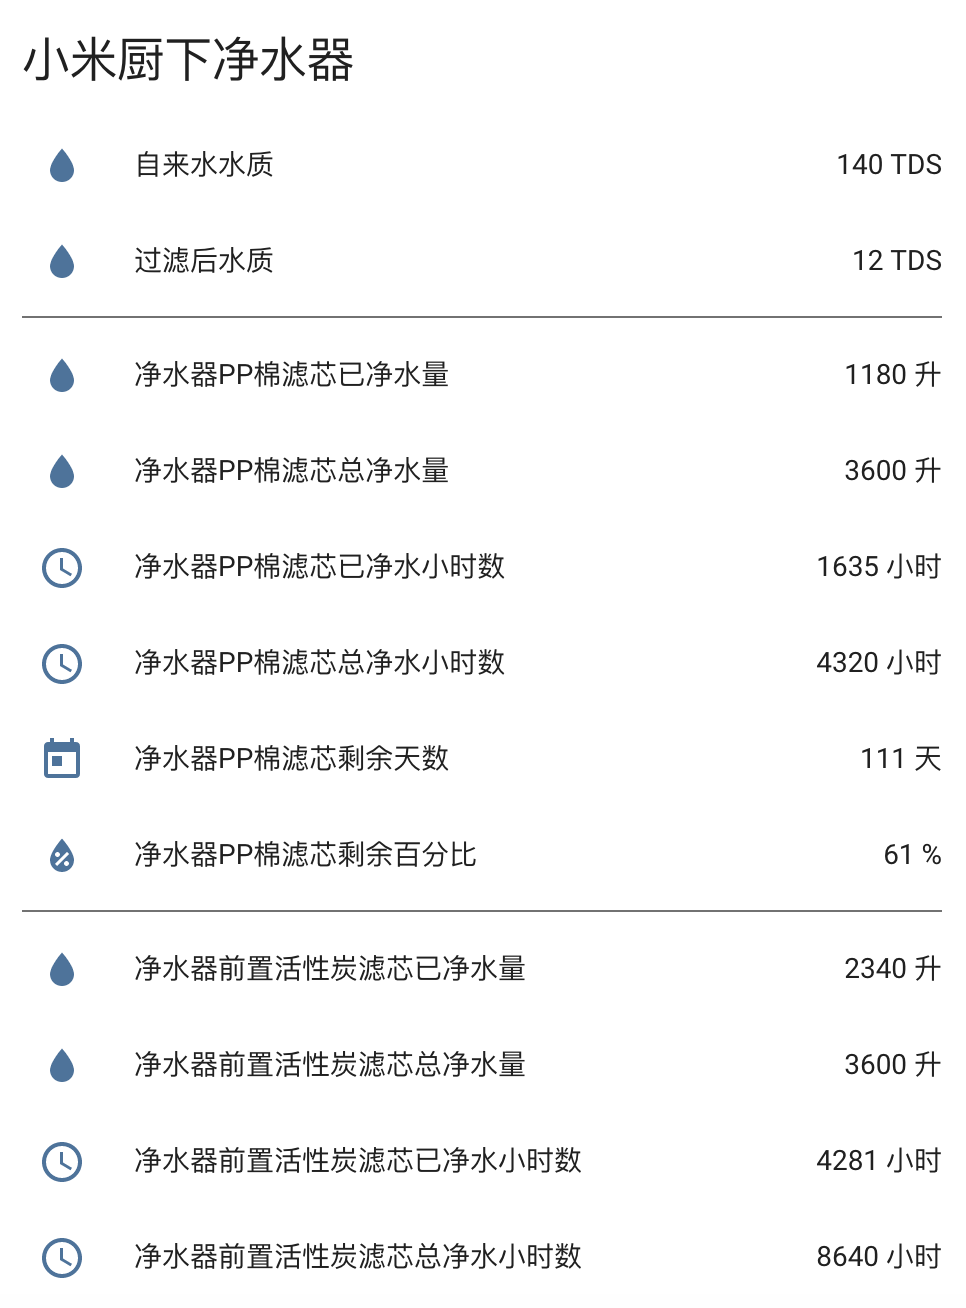 小米厨下净水器
自来水水质 140 TDS
过滤后水质 12 TDS
净水器PP棉滤芯已净水量 1180 升
净水器PP棉滤芯总净水量 3600 升
净水器PP棉滤芯已净水小时数 1635 小时
净水器PP棉滤芯总净水小时数 4320 小时
净水器PP棉滤芯剩余天数 111 天
净水器PP棉滤芯剩余百分比 61 %
净水器前置活性炭滤芯已净水量 2340 升
净水器前置活性炭滤芯总净水量 3600 升
净水器前置活性炭滤芯已净水小时数 4281 小时
净水器前置活性炭滤芯总净水小时数 8640 小时